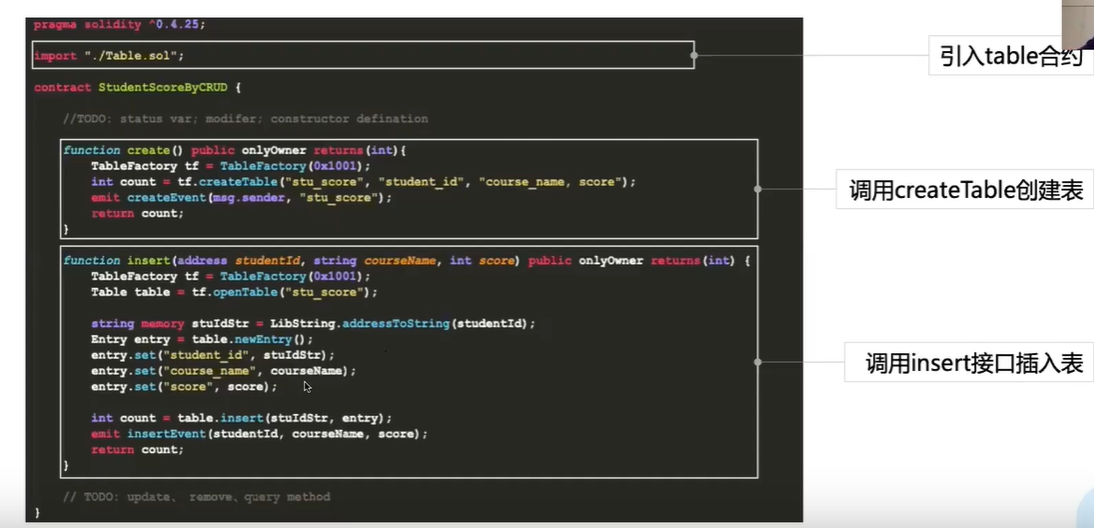 pragma solidity ^0.4.25;
import "./Table.sol";
引入table合约
contract StudentScoreByCRUD {
//TODO: status var; modifer; constructor defination
function create() public onlyOwner returns(int){
TableFactory tf = TableFactory(0x1001);
int count = tf.createTable("stu_score", "student_id", "course_name, score");
emit createEvent(msg.sender, "stu_score");
return count;
}
调用createTable创建表
function insert(address studentId, string courseName, int score) public onlyOwner returns(int) {
TableFactory tf = TableFactory(0x1001);
Table table = tf.openTable("stu_score");
string memory stuIdStr = LibString.addressToString(studentId);
Entry entry = table.newEntry();
entry.set("student_id", stuIdStr);
entry.set("course_name", courseName);
entry.set("score", score);
int count = table.insert(stuIdStr, entry);
emit insertEvent(studentId, courseName, score);
return count;
}
调用insert接口插入表
// TODO: update、 remove、query method
}